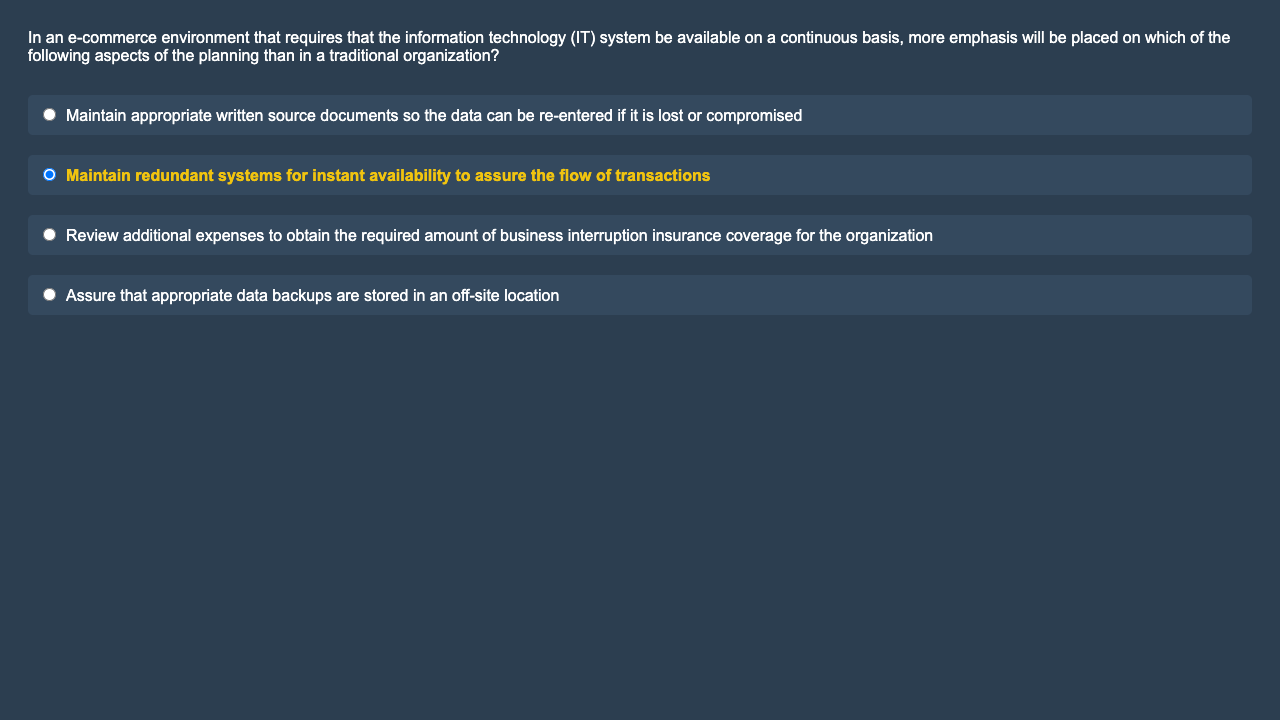 In an e-commerce environment that requires that the information technology (IT) system be available on a continuous basis, more emphasis will be placed on which of the
following aspects of the planning than in a traditional organization?
Maintain appropriate written source documents so the data can be re-entered if it is lost or compromised
Maintain redundant systems for instant availability to assure the flow of transactions
Review additional expenses to obtain the required amount of business interruption insurance coverage for the organization
Assure that appropriate data backups are stored in an off-site location